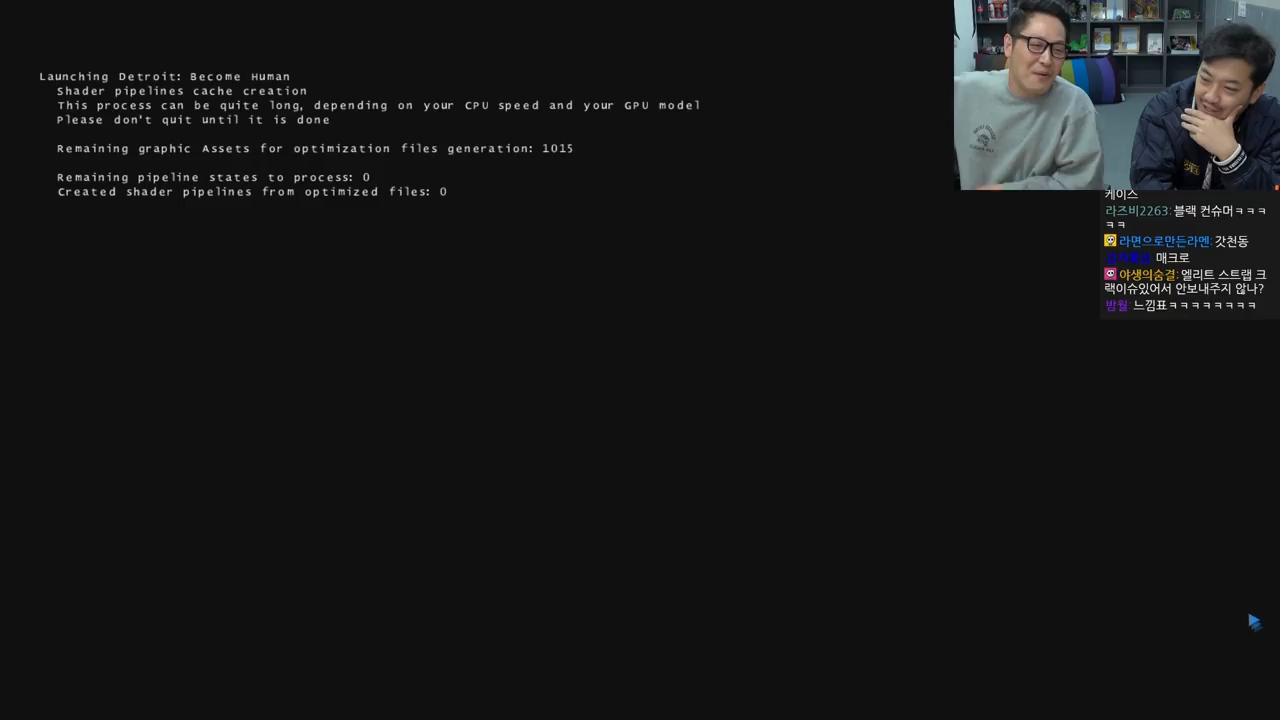 Launching Detroit: Become Human
Shader pipelines cache creation
This process can be quite long, depending on your CPU speed and your GPU model
Please don't quit until it is done
Remaining graphic Assets for optimization files generation: 1015
Remaining pipeline states to process: 0
Created shader pipelines from optimized files: 0
케이스
라즈비2263: 블랙 컨슈머ㅋㅋㅋ
ㅋㅋ
라면으로만든라멘: 갓천동
매크로
야생의숨결: 엘리트 스트랩 크
랙이슈있어서 안보내주지 않나?
밤월: 느낌표ㅋㅋㅋㅋㅋㅋㅋㅋ